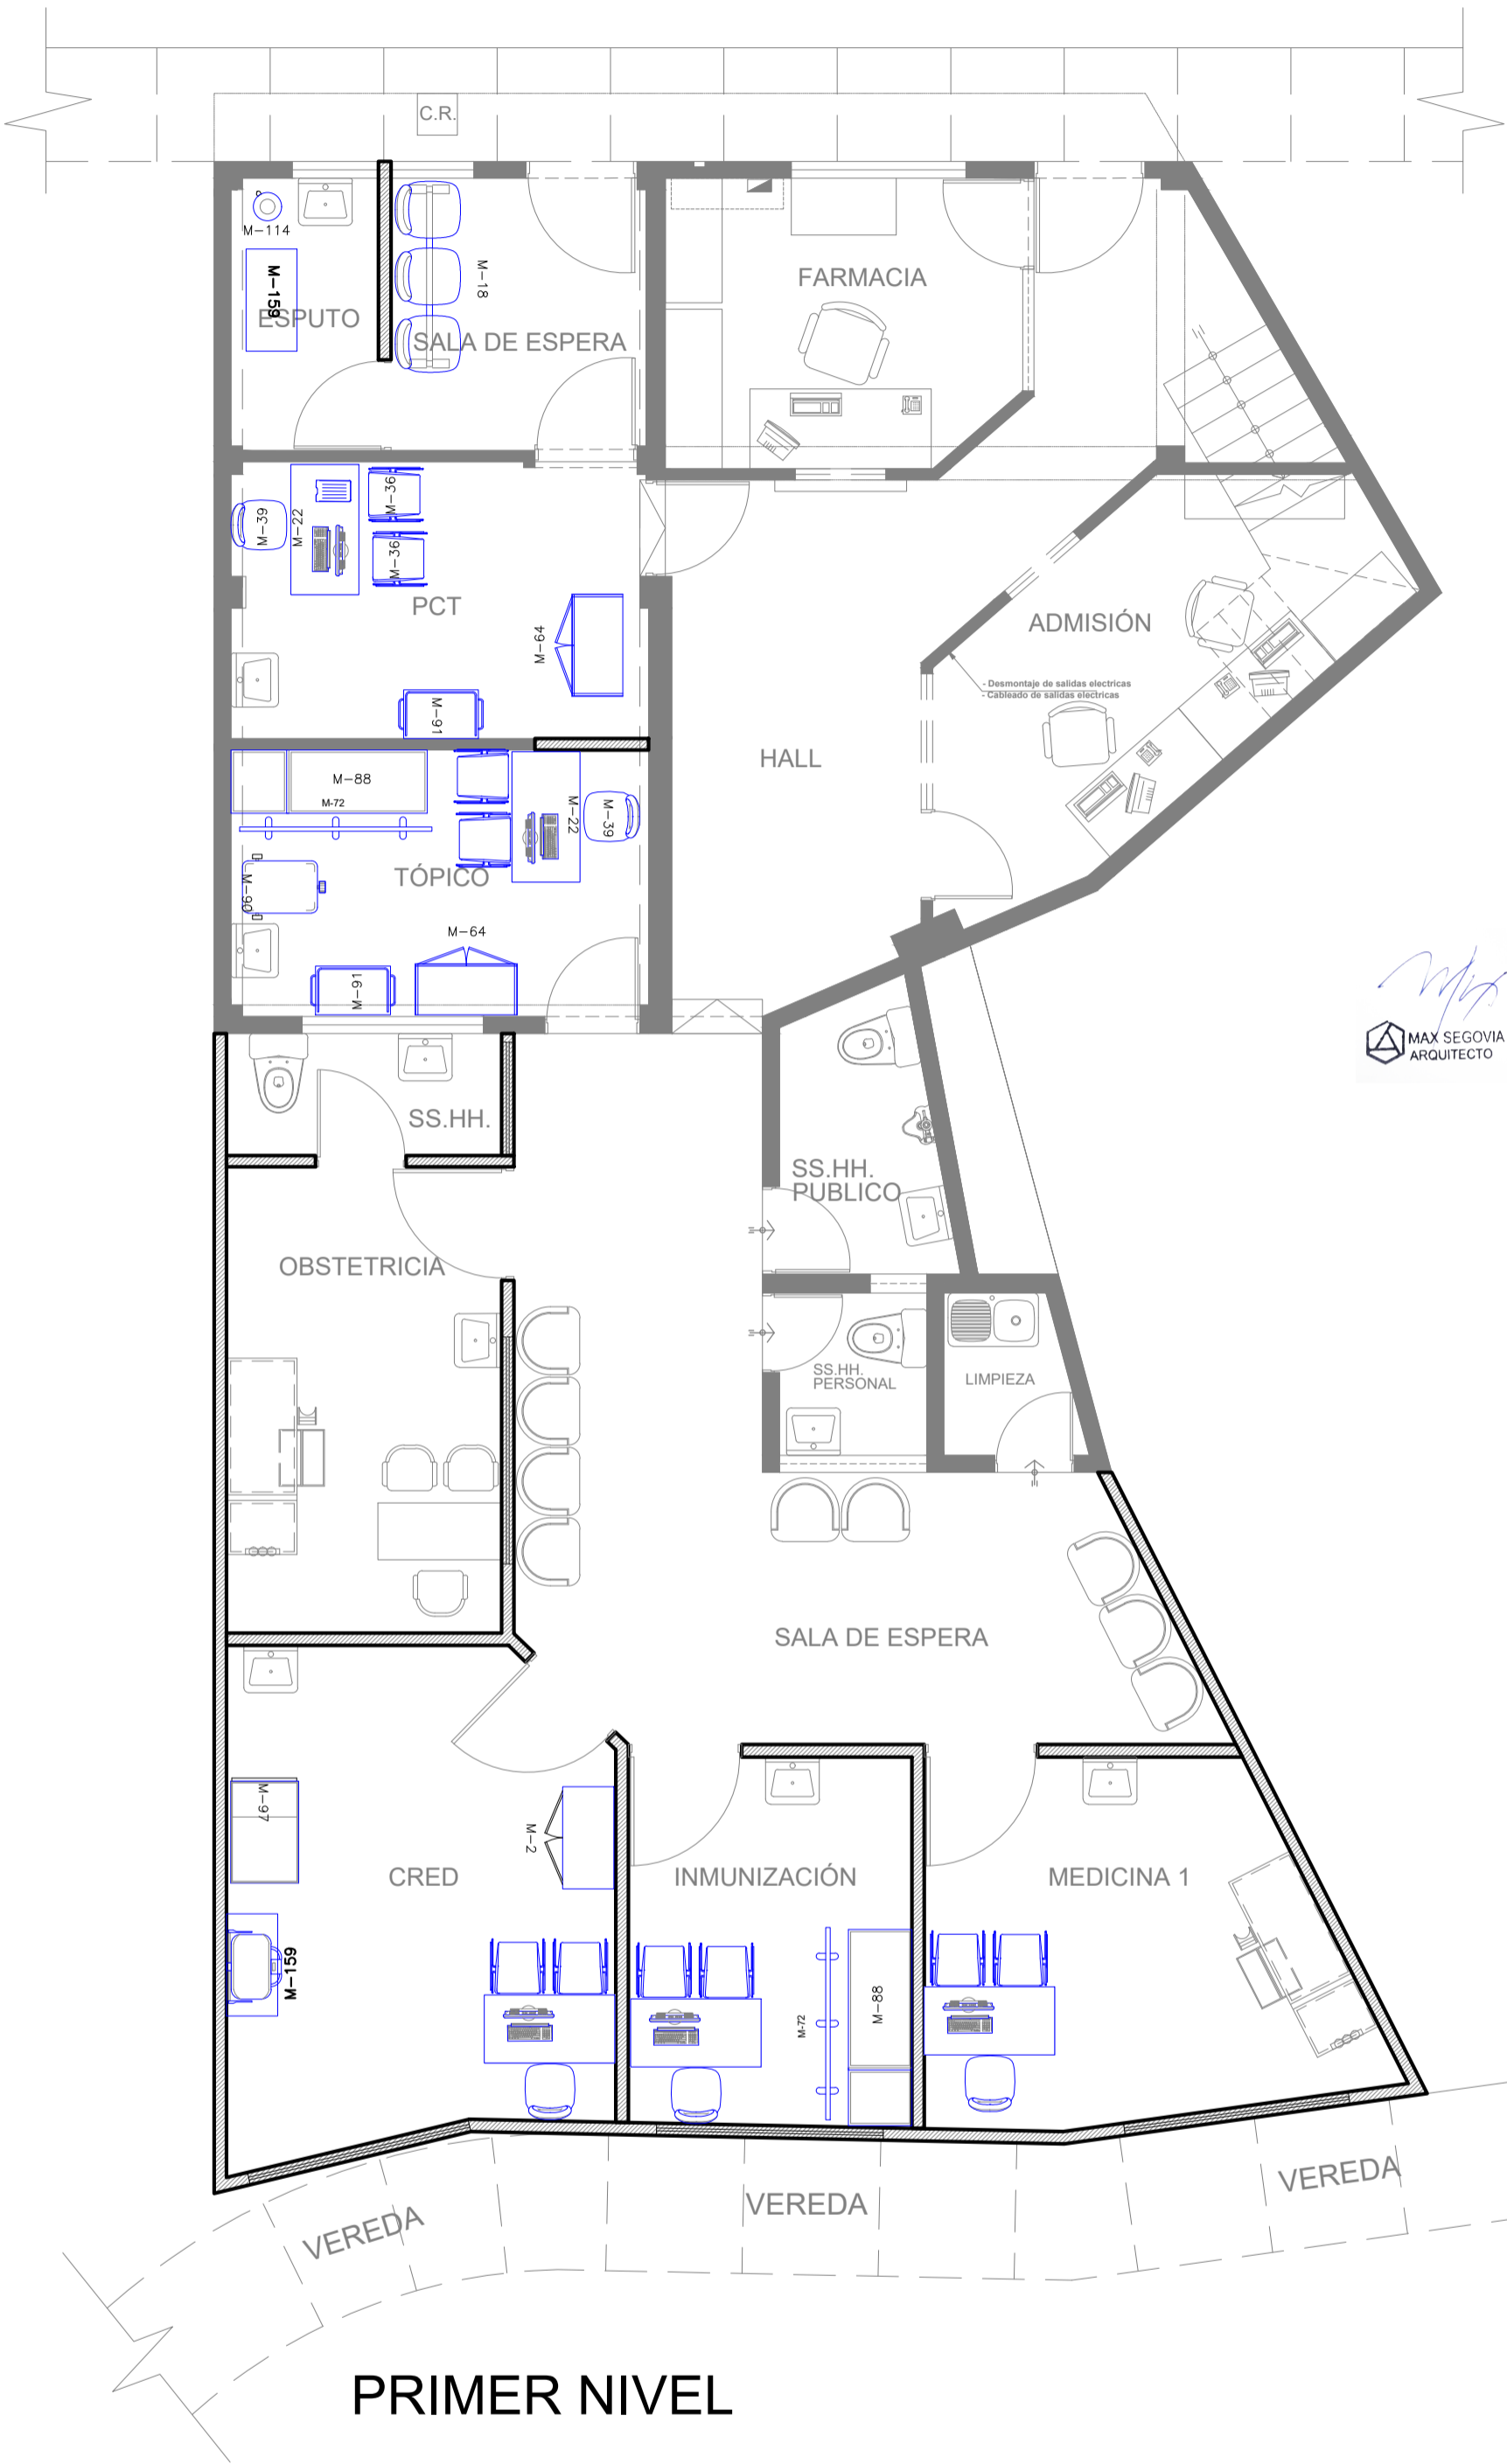 C.R.
M-114
M-159
ESPUTO
M-18
SALA DE ESPERA
FARMACIA
M-39
M-22
M-36
M-36
PCT
M-64
M-91
ADMISIÓN
- Desmontaje de salidas electricas
- Cableado de salidas electricas
HALL
M-88
M-72
M-22
M-39
TÓPICO
M-90
M-64
M-91
MAX SEGOVIA
ARQUITECTO
SS.HH.
SS.HH.
PUBLICO
OBSTETRICIA
SS.HH.
PERSONAL
LIMPIEZA
SALA DE ESPERA
M-97
M-2
CRED
INMUNIZACIÓN
MEDICINA 1
M-159
M-72
M-88
VEREDA
VEREDA
VEREDA
PRIMER NIVEL